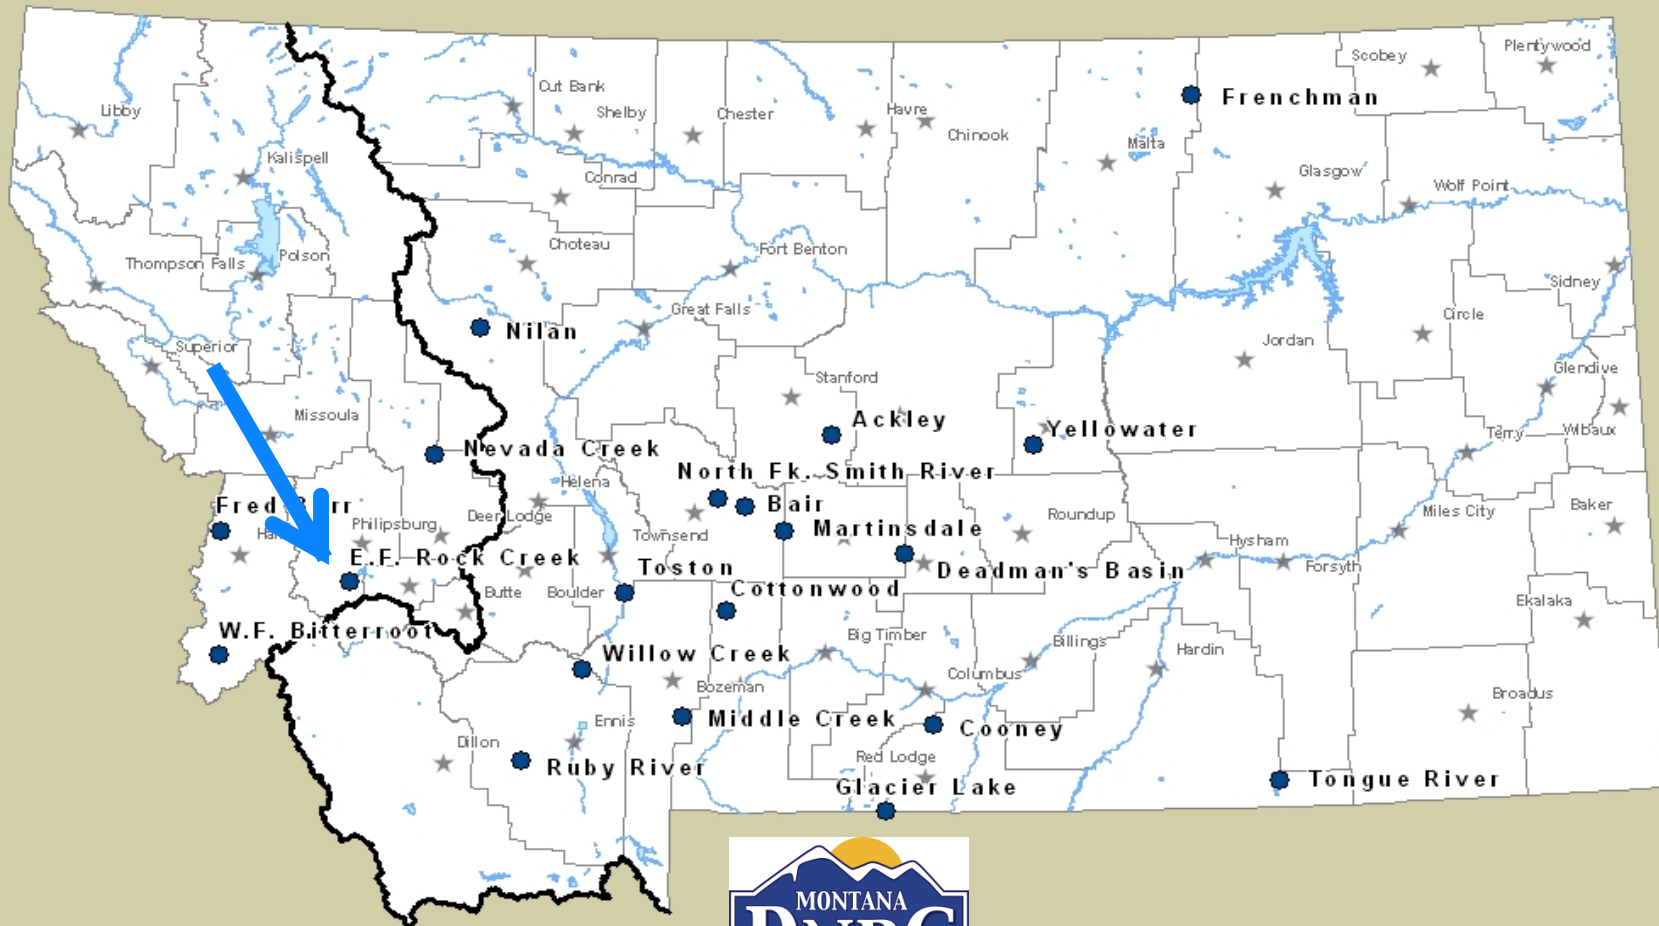 Scobey
Plentywood
Cut Bank
Frenchman
Libby
Shelby
Chester
Havre
Chinook
Malta
Kalispell
Conrad
Glasgow
Wolf Point
Choteau
Fort Benton
Polson
Thompson Falls
Sidney
Great Falls
Circle
Nilan
Superior
Jordan
Stanford
Glendive
Missoula
Ackley
Yellowater
Terry
Wibaux
Nevada Creek
North Fk. Smith River
Helena
Fred
rr
Bair
Baker
Philipsburg
Deer Lodge
Roundup
Miles City
Ha
Townsend
Martinsdale
Hysham
E.F. Rock Creek
Toston
Deadman's Basin
Forsyth
Butte
Boulder
Cottonwood
Ekalaka
W.F. Bitterroot
Big Timber
Billings
Willow Creek
Hardin
Columbus
Bozeman
Broadus
Ennis
Middle Creek
Cooney
Dillon
Red Lodge
Ruby River
Glacier Lake
Tongue River
MONTANA
DNRC